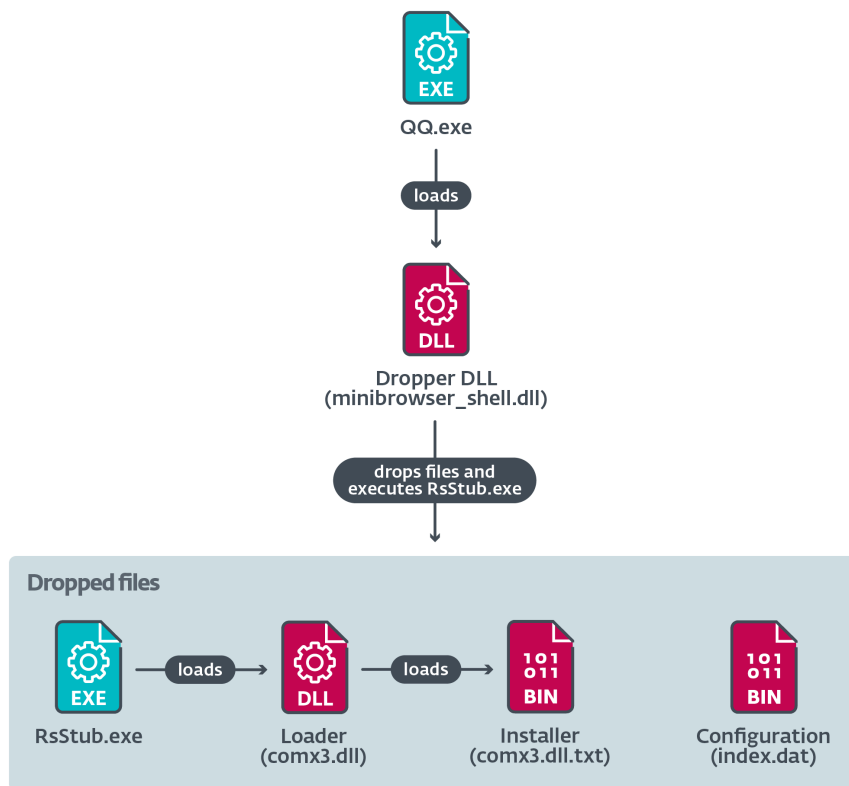 EXE
QQ.exe
loads
DLL
Dropper DLL
(minibrowser_shell.dll)
drops files and
executes RsStub.exe
Dropped files
EXE
loads
DLL
loads
101
011
BIN
101
011
BIN
RsStub.exe
Loader
(comx3.dll)
Installer
(comx3.dll.txt)
Configuration
(index.dat)